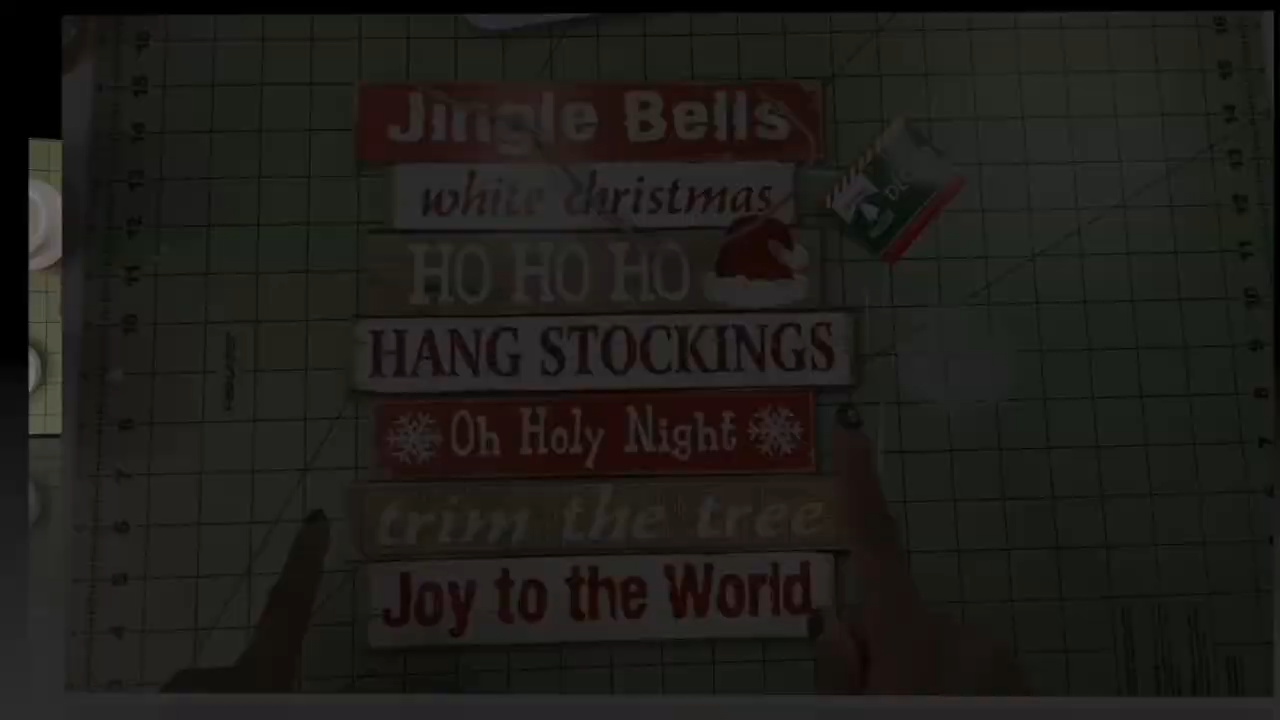 Jingle Bells
white christmas
HO HO HO
HANG STOCKINGS
Oh Holy Night
trim the tree
Joy to the World